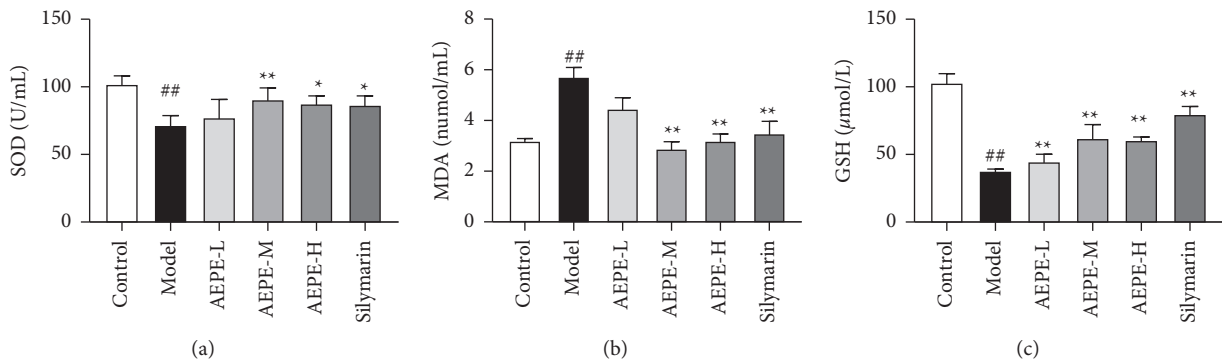 150
100
50
0
SOD (U/mL)
##
**
*
*
Control
Model
AEPE-L
AEPE-M
AEPE-H
Silymarin
(a)
8
6
4
2
0
MDA (numol/mL)
##
**
**
**
Control
Model
AEPE-L
AEPE-M
AEPE-H
Silymarin
(b)
150
100
50
0
GSH (µmol/L)
##
**
**
**
**
Control
Model
AEPE-L
AEPE-M
AEPE-H
Silymarin
(c)